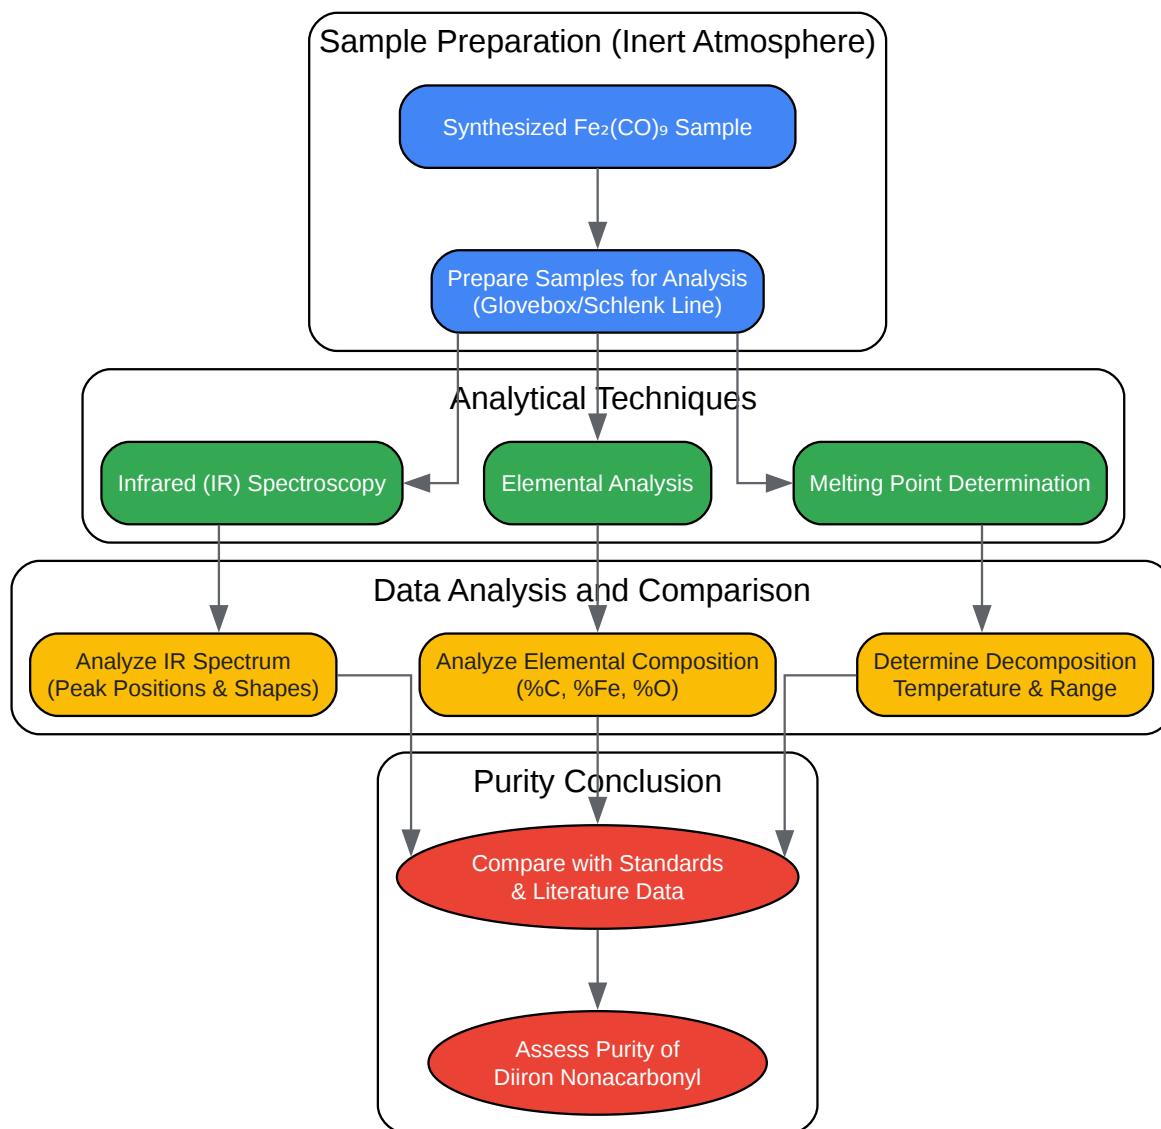 Sample Preparation (Inert Atmosphere)
Synthesized Fe₂(CO)₉ Sample
Prepare Samples for Analysis
(Glovebox/Schlenk Line)
Analytical Techniques
Infrared (IR) Spectroscopy
Elemental Analysis
Melting Point Determination
Data Analysis and Comparison
Analyze IR Spectrum
(Peak Positions & Shapes)
Analyze Elemental Composition
(%C, %Fe, %O)
Determine Decomposition
Temperature & Range
Purity Conclusion
Compare with Standards
& Literature Data
Assess Purity of
Diiron Nonacarbonyl